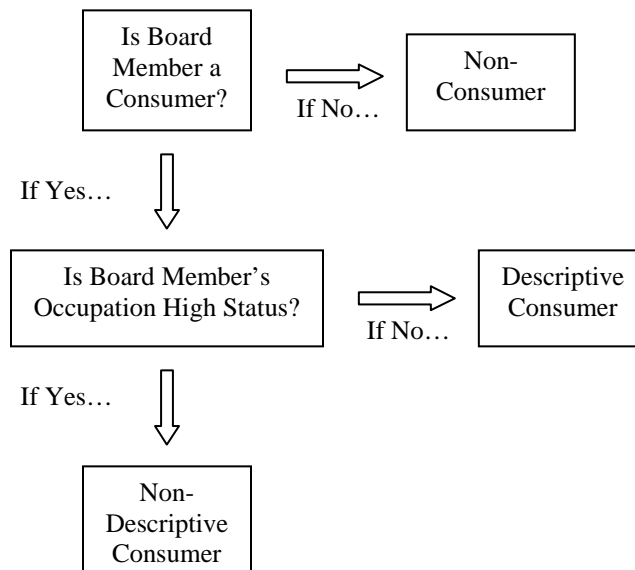 Is Board
Member a
Consumer?
If No…
Non-
Consumer
If Yes…
Is Board Member’s
Occupation High Status?
If No…
Descriptive
Consumer
If Yes…
Non-
Descriptive
Consumer